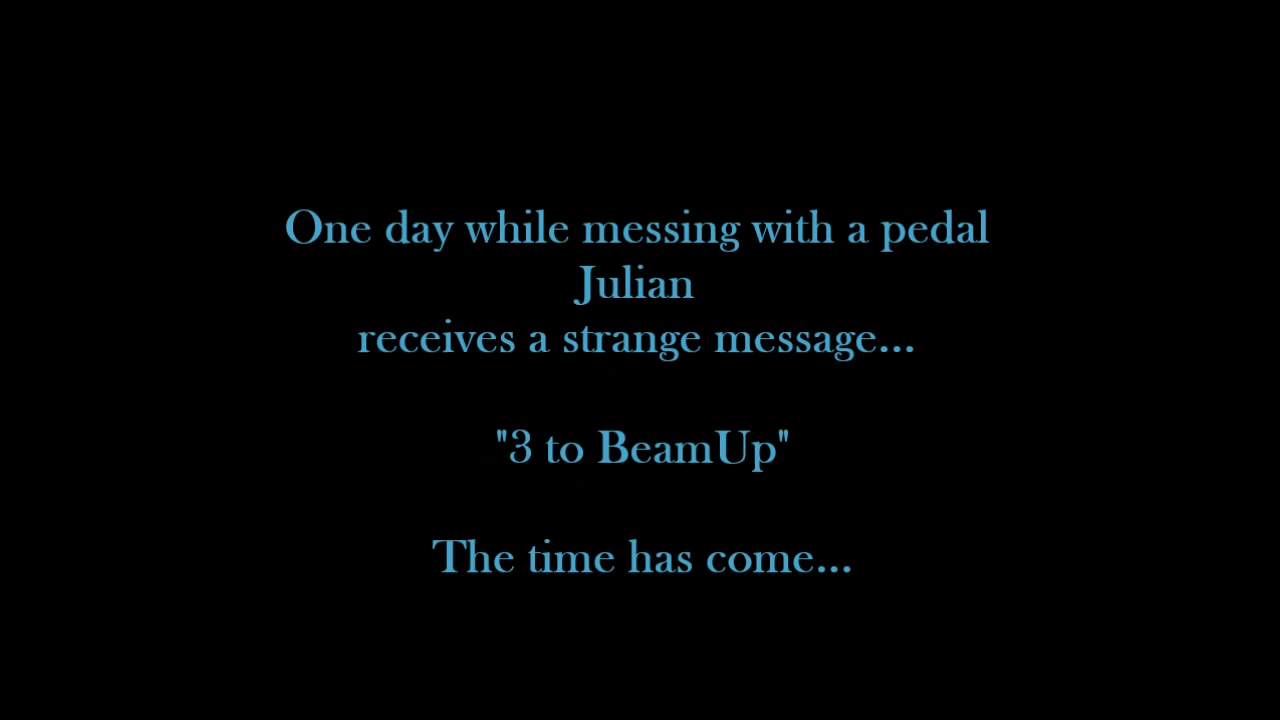 One day while messing with a pedal
Julian
receives a strange message...
"3 to BeamUp"
The time has come...